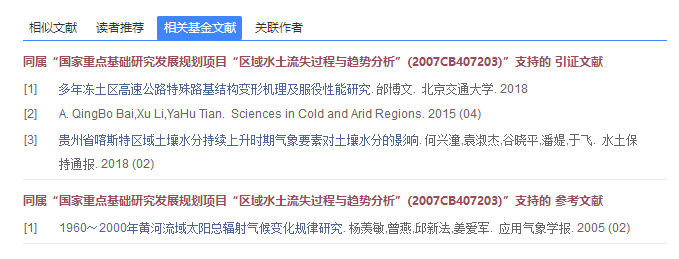 相似文献 读者推荐 相关基金文献 关联作者
同属“国家重点基础研究发展规划项目“区域水土流失过程与趋势分析”(2007CB407203)”支持的 引证文献
[1] 多年冻土区高速公路特殊路基结构变形机理及服役性能研究. 邰博文. 北京交通大学. 2018
[2] A. QingBo Bai,Xu Li,YaHu Tian. Sciences in Cold and Arid Regions. 2015 (04)
[3] 贵州省喀斯特区域土壤水分持续上升时期气象要素对土壤水分的影响. 何兴潼,袁淑杰,谷晓平,潘媞,于飞. 水土保
持通报. 2018 (02)
同属“国家重点基础研究发展规划项目“区域水土流失过程与趋势分析”(2007CB407203)”支持的 参考文献
[1] 1960～2000年黄河流域太阳总辐射气候变化规律研究. 杨羡敏,曾燕,邱新法,姜爱军. 应用气象学报. 2005 (02)